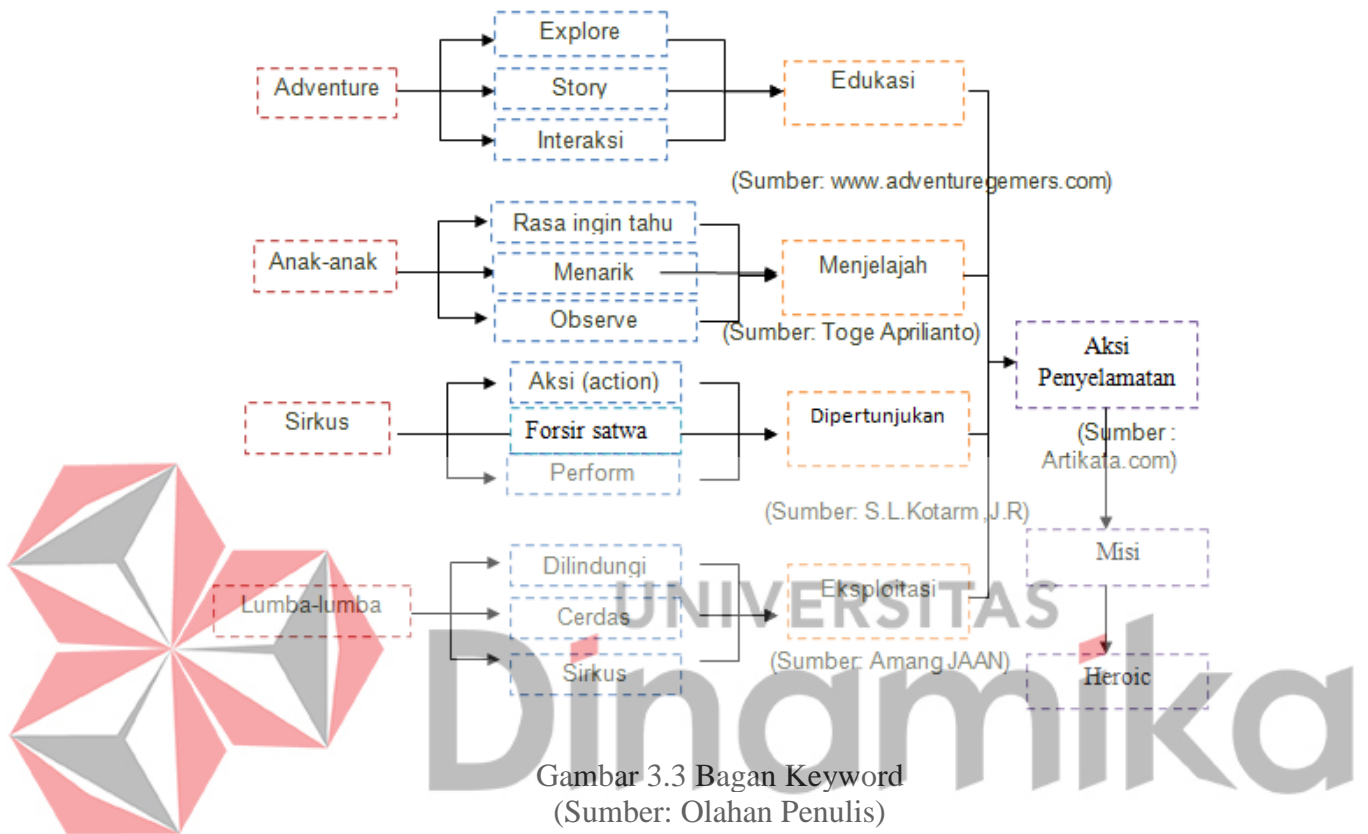 Explore
Adventure
Story
Interaksi
Edukasi
(Sumber: www.adventuregemers.com)
Rasa ingin tahu
Anak-anak
Menarik
Observe
Menjelajah
(Sumber: Toge Aprilianto)
Aksi (action)
Sirkus
Forsir satwa
Perform
Dipertunjukan
(Sumber: S.L.Kotarm ,J.R)
Dilindungi
Lumba-lumba
Cerdas
Sirkus
Eksploitasi
(Sumber: Amang JAAN)
Aksi
Penyelamatan
(Sumber :
Artikata.com)
Misi
Heroic
UNIVERSITAS
Dinamika
Gambar 3.3 Bagan Keyword
(Sumber: Olahan Penulis)